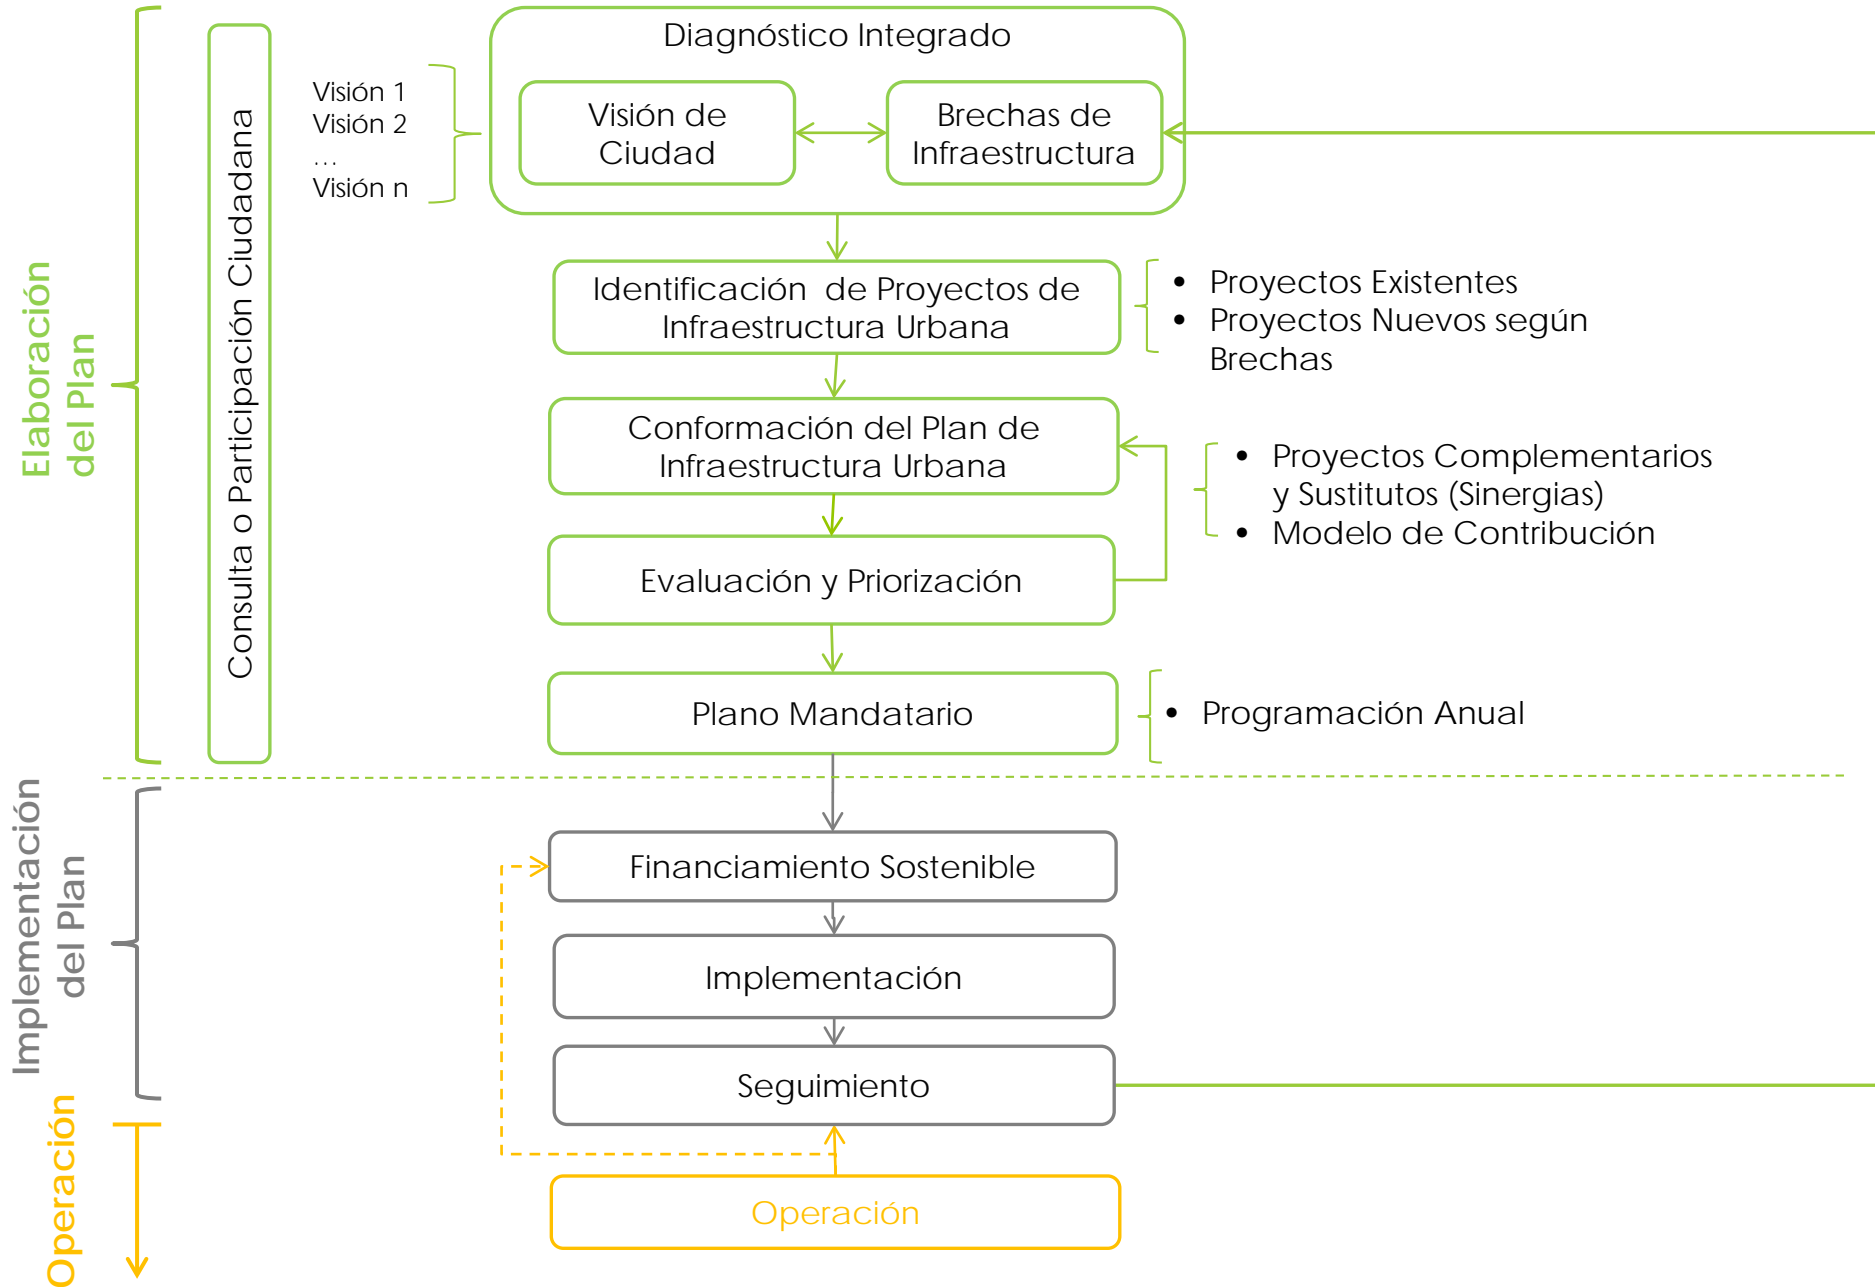 Diagnóstico Integrado
Visión 1
Visión 2
...
Visión n
Visión de
Ciudad
Brechas de
Infraestructura
Elaboración
del Plan
Consulta o Participación Ciudadana
Identificación de Proyectos de
Infraestructura Urbana
• Proyectos Existentes
• Proyectos Nuevos según
Brechas
Conformación del Plan de
Infraestructura Urbana
• Proyectos Complementarios
y Sustitutos (Sinergias)
• Modelo de Contribución
Evaluación y Priorización
Plano Mandatario
• Programación Anual
Implementación
del Plan
Financiamiento Sostenible
Implementación
Seguimiento
Operación
Operación